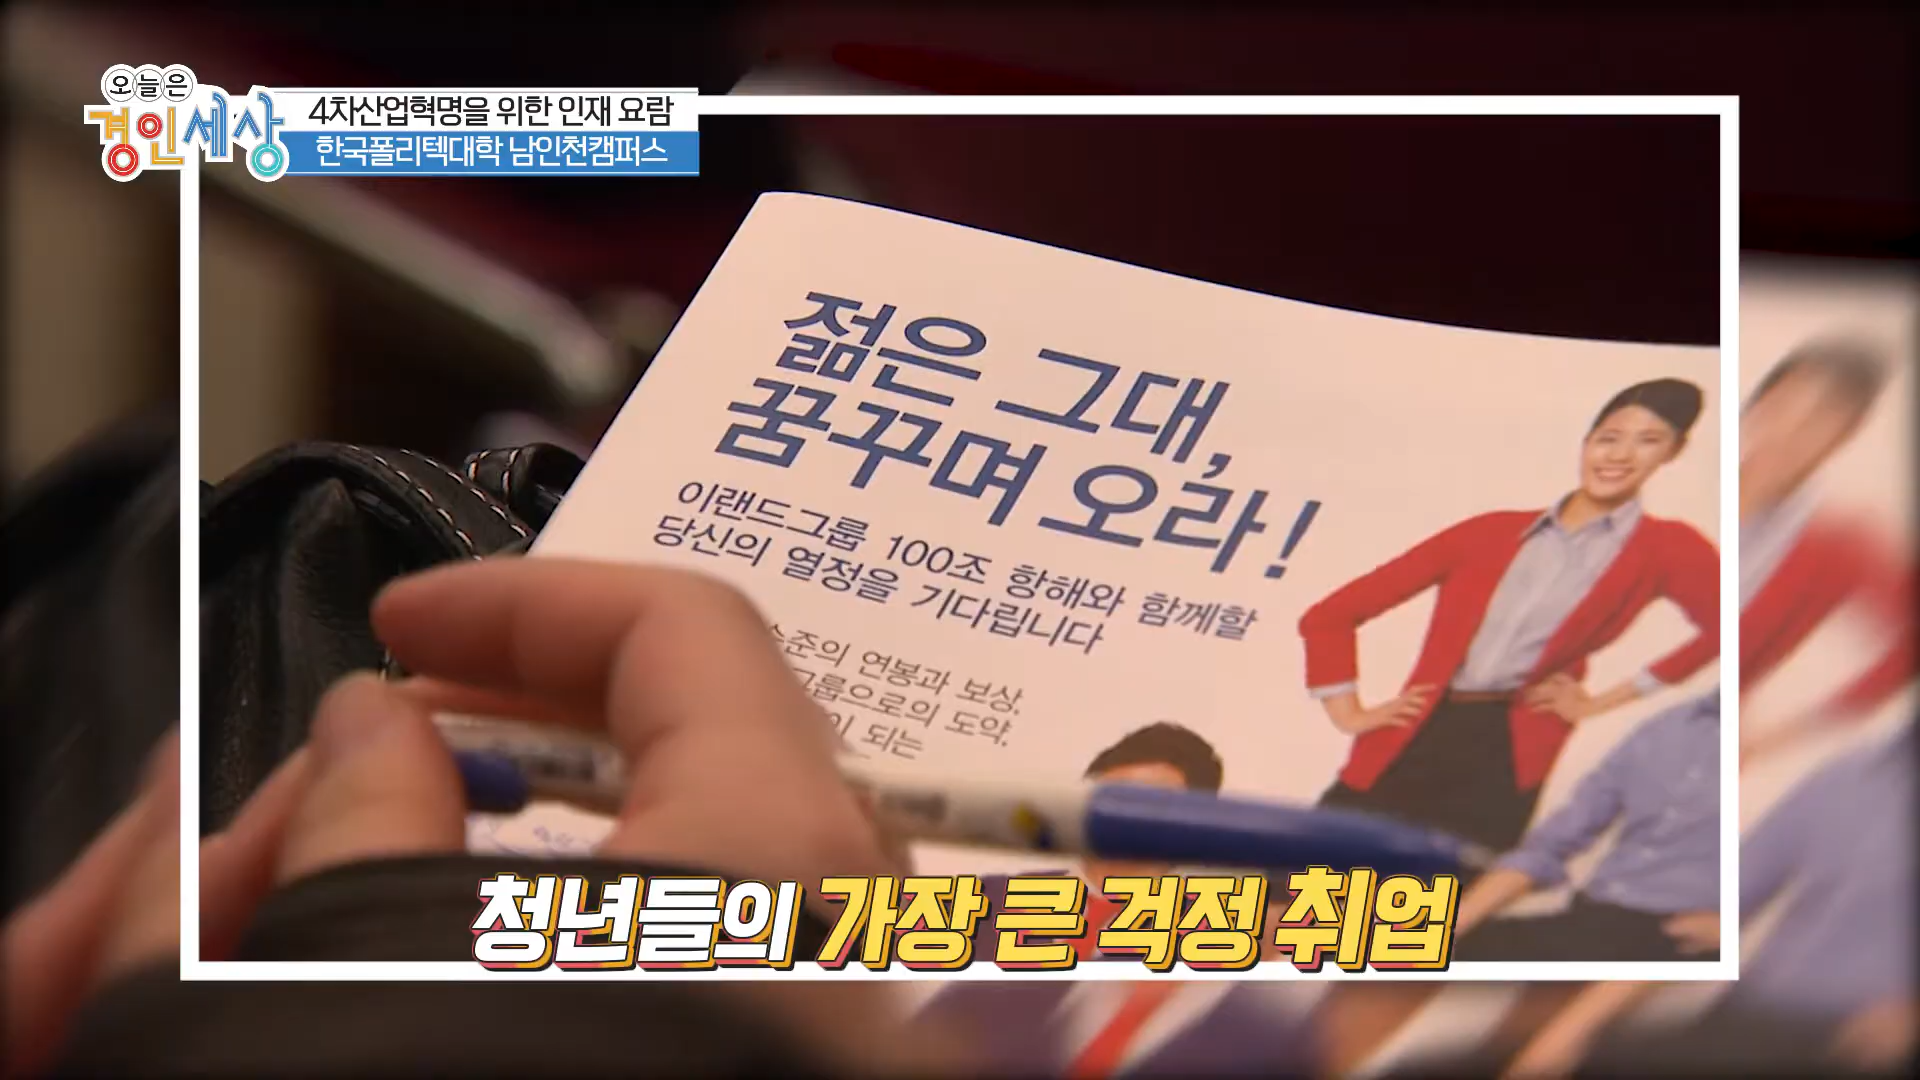 오늘은
경인세상
4차산업혁명을 위한 인재 요람
한국폴리텍대학 남인천캠퍼스
젊은 그대,
꿈꾸며 오라!
이랜드그룹 100조 항해와 함께할
당신의 열정을 기다립니다
수준의 연봉과 보상,
그룹으로의 도약,
이 되는
청년들의 가장 큰 걱정 취업